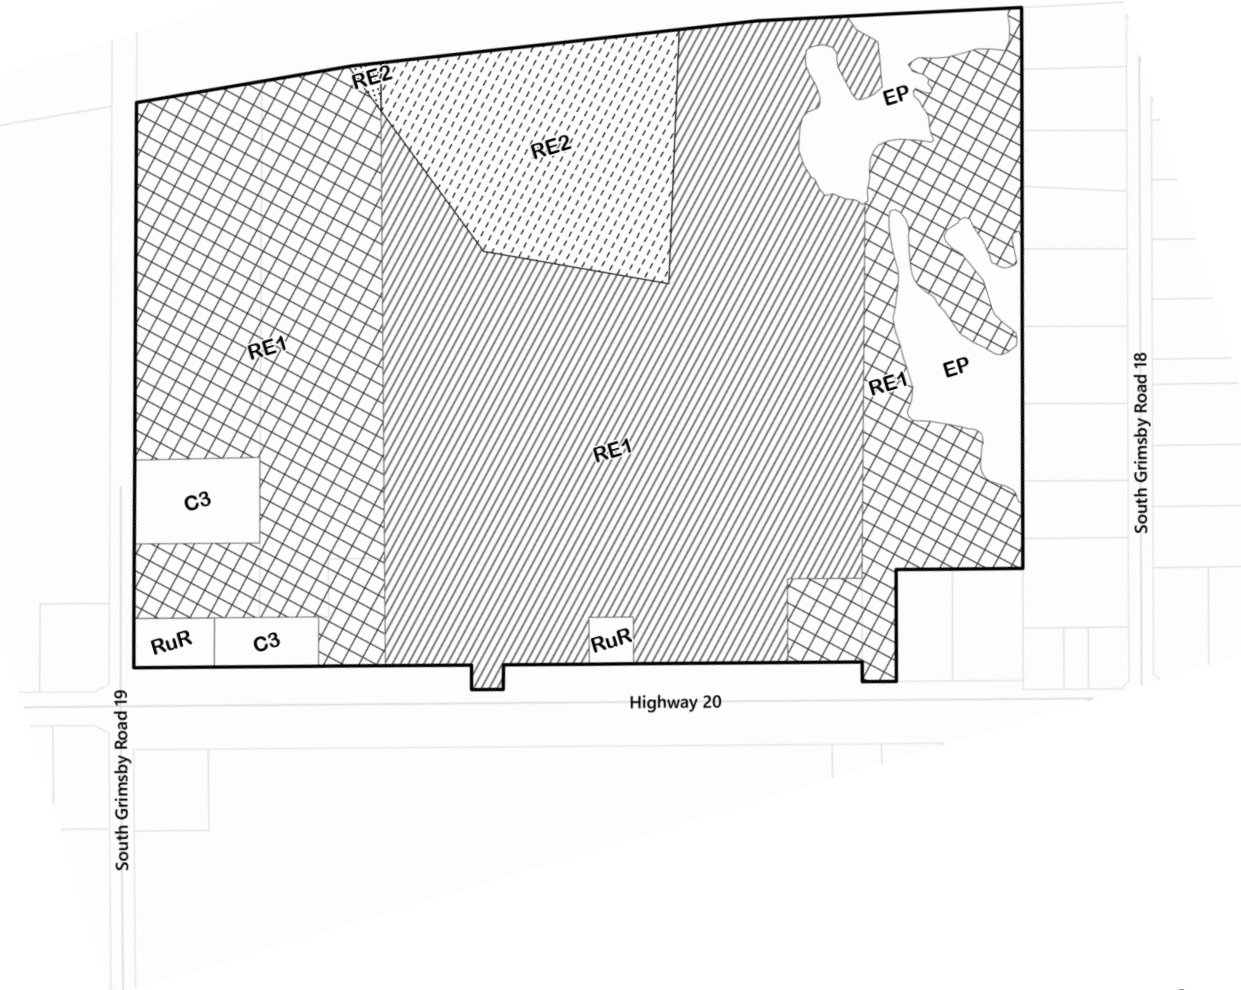 RE2
EP
RE2
RE1
EP
RE1
RE1
C3
RuR
C3
RuR
Highway 20
South Grimsby Road 18
South Grimsby Road 19